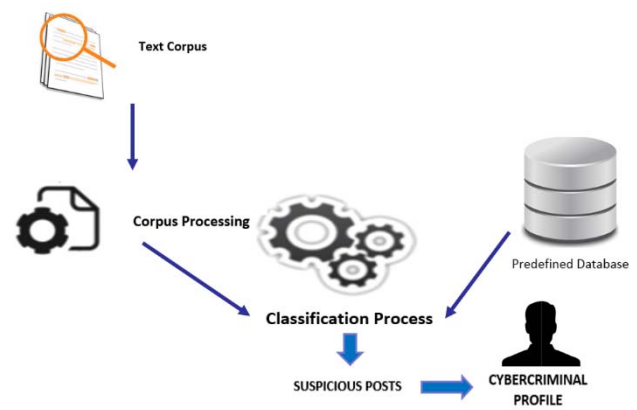 Text Corpus
Corpus Processing
Predefined Database
Classification Process
SUSPICIOUS POSTS
CYBERCRIMINAL
PROFILE